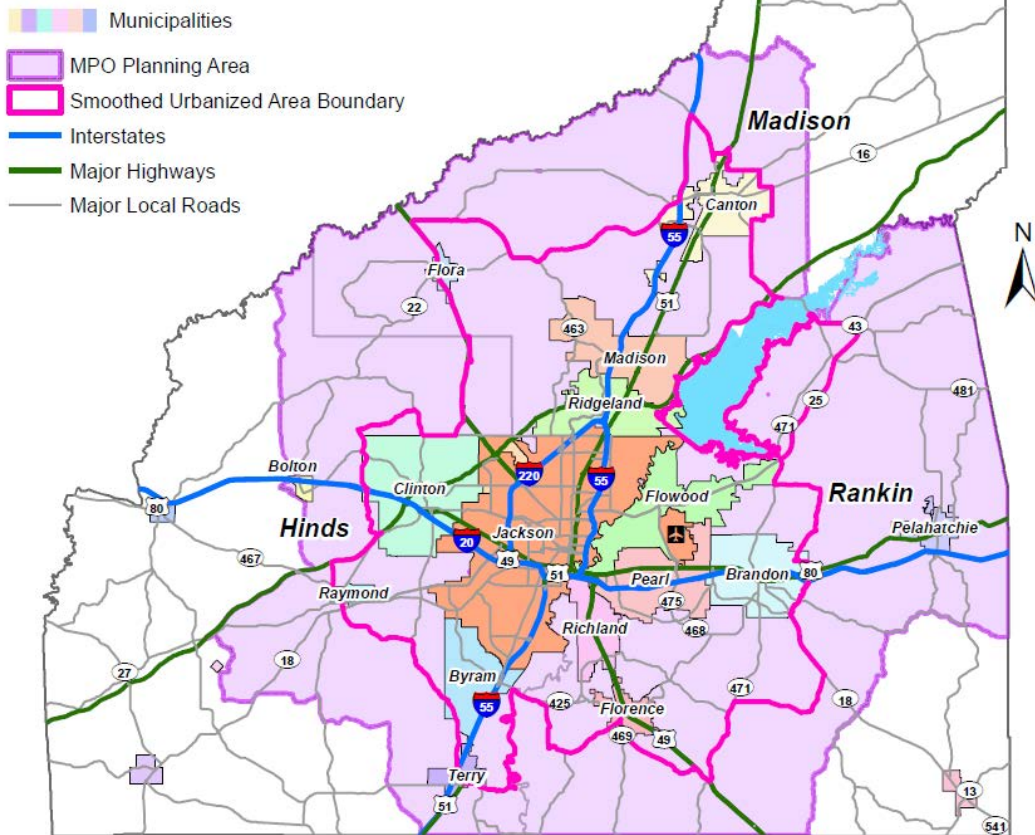 Municipalities
MPO Planning Area
Smoothed Urbanized Area Boundary
Interstates
Major Highways
Major Local Roads
Madison
16
Canton
N
55
Flora
51
22
463
43
Madison
481
25
Ridgeland
471
220
55
Bolton
Clinton
Flowood
Rankin
80
Hinds
Jackson
Pelahatchie
20
467
49
51
Pearl
Brandon
80
Raymond
475
468
Richland
18
27
Byram
471
55
425
Florence
18
469
49
Terry
51
13
541